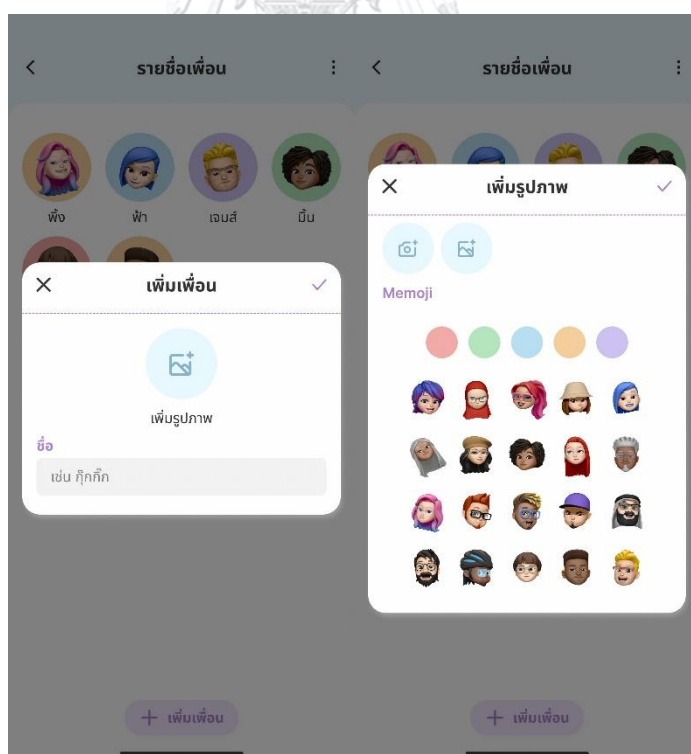 รายชื่อเพื่อน
พิ้ง
ฟ้า
เจมส์
มิ้น
เพิ่มเพื่อน
เพิ่มรูปภาพ
ชื่อ
เช่น กุ๊กกิ๊ก
เพิ่มเพื่อน
รายชื่อเพื่อน
เพิ่มรูปภาพ
Memoji
เพิ่มเพื่อน